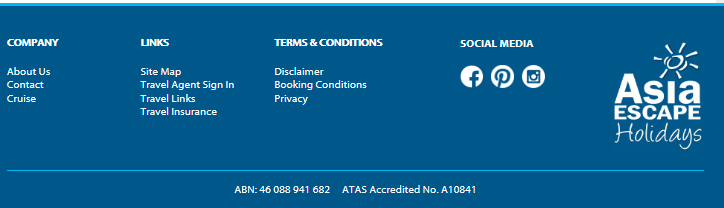 COMPANY
About Us
Contact
Cruise
LINKS
Site Map
Travel Agent Sign In
Travel Links
Travel Insurance
TERMS & CONDITIONS
Disclaimer
Booking Conditions
Privacy
SOCIAL MEDIA
Asia
ESCAPE
Holidays
ABN: 46 088 941 682 ATAS Accredited No. A10841